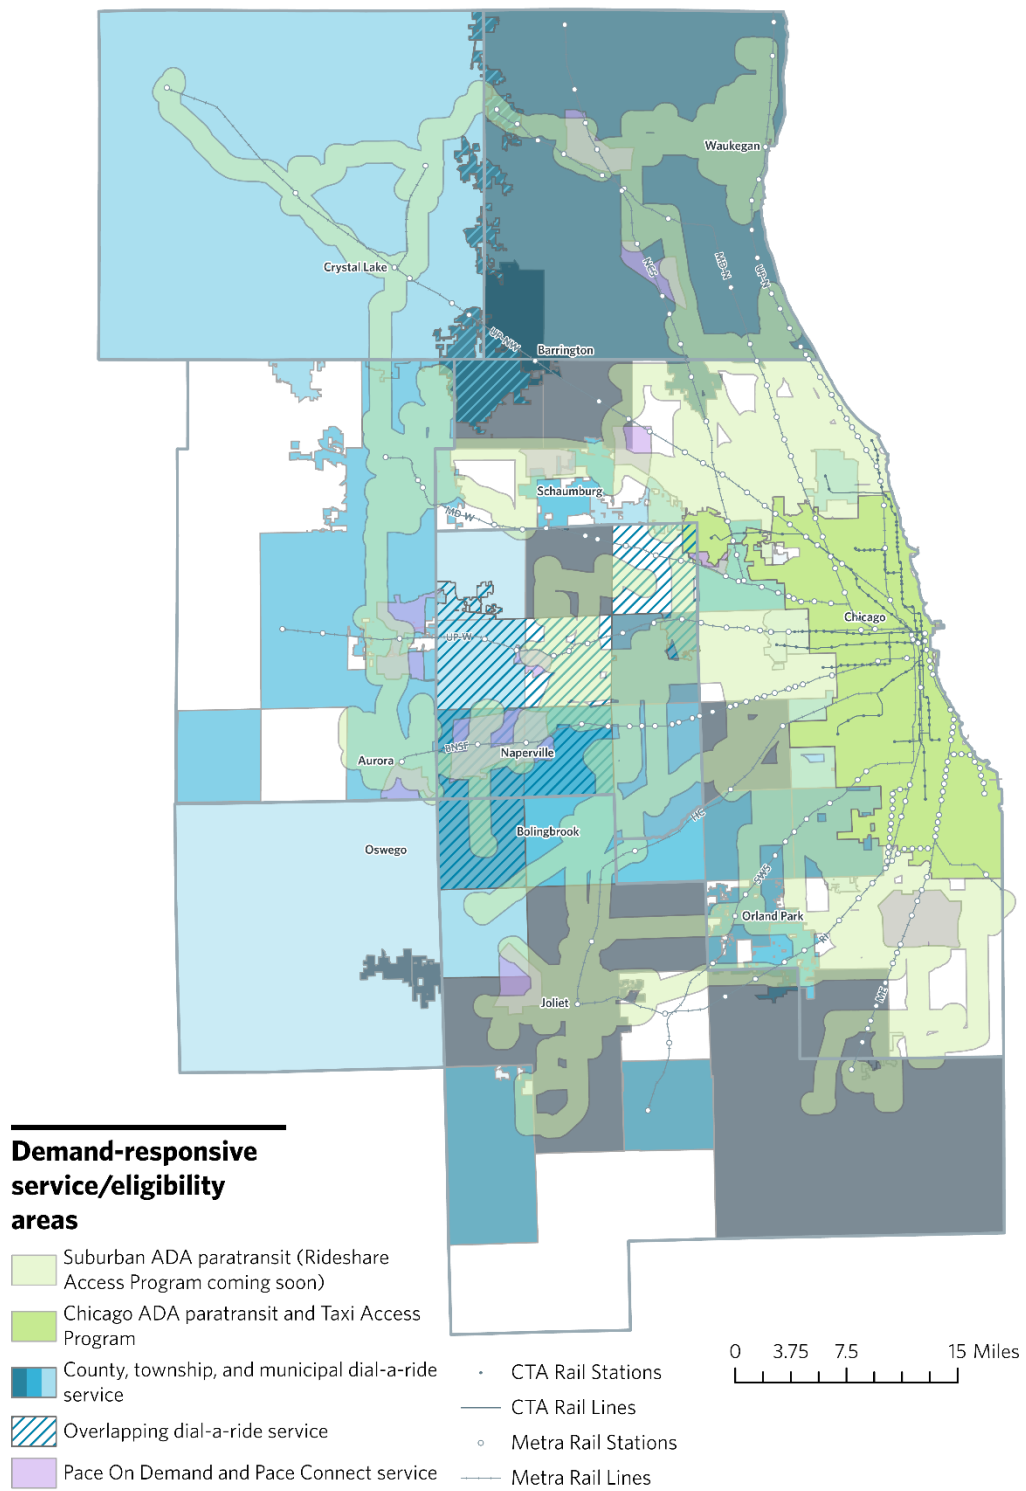 Waukegan
MD-N
UP-N
NCS
Crystal Lake
UP-NW
Barrington
Schaumburg
MD-W
Chicago
UP-W
BNSF
Naperville
Aurora
HC
Bolingbrook
Oswego
SWS
Orland Park
RI
ME
Joliet
Demand-responsive
service/eligibility
areas
Suburban ADA paratransit (Rideshare
Access Program coming soon)
Chicago ADA paratransit and Taxi Access
Program
County, township, and municipal dial-a-ride
service
Overlapping dial-a-ride service
Pace On Demand and Pace Connect service
CTA Rail Stations
CTA Rail Lines
Metra Rail Stations
Metra Rail Lines
0 3.75 7.5 15 Miles